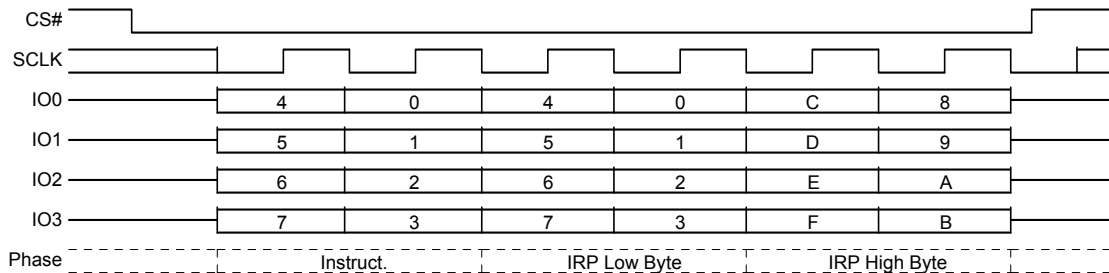 CS#
SCLK
IO0 4 0 4 0 C 8
IO1 5 1 5 1 D 9
IO2 6 2 6 2 E A
IO3 7 3 7 3 F B
Phase Instruct. IRP Low Byte IRP High Byte